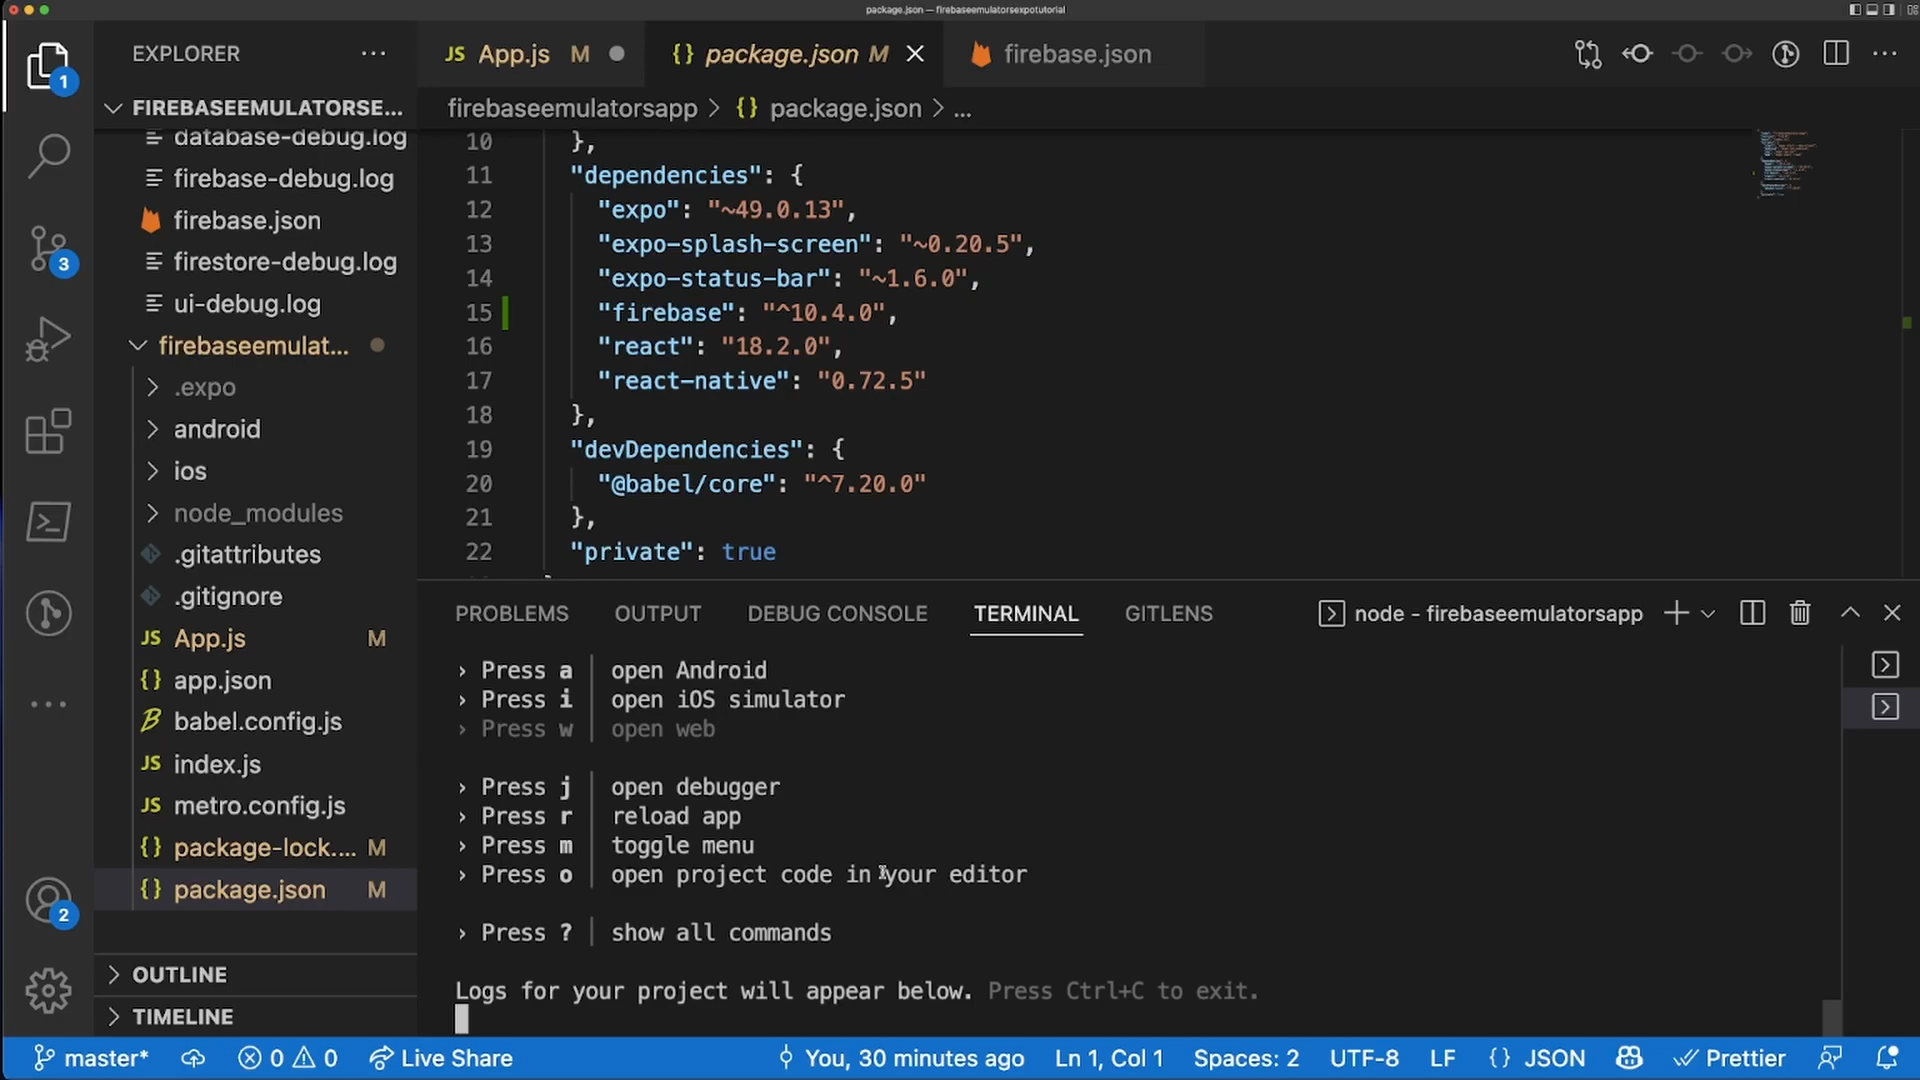 package.json — firebaseemulatorsexpotutorial
EXPLORER
FIREBASEEMULATORSE...
database-debug.log
firebase-debug.log
firebase.json
firestore-debug.log
ui-debug.log
firebaseemulat...
.expo
android
ios
node_modules
.gitattributes
.gitignore
JS App.js M
{} app.json
babel.config.js
JS index.js
JS metro.config.js
{} package-lock.... M
{} package.json M
OUTLINE
TIMELINE
1
3
2
JS App.js M
{} package.json M
firebase.json
firebaseemulatorsapp > {} package.json > ...
10 },
11 "dependencies": {
12 "expo": "~49.0.13",
13 "expo-splash-screen": "~0.20.5",
14 "expo-status-bar": "~1.6.0",
15 "firebase": "^10.4.0",
16 "react": "18.2.0",
17 "react-native": "0.72.5"
18 },
19 "devDependencies": {
20 "@babel/core": "^7.20.0"
21 },
22 "private": true
PROBLEMS OUTPUT DEBUG CONSOLE TERMINAL GITLENS
node - firebaseemulatorsapp
› Press a │ open Android
› Press i │ open iOS simulator
› Press w │ open web
› Press j │ open debugger
› Press r │ reload app
› Press m │ toggle menu
› Press o │ open project code in your editor
› Press ? │ show all commands
Logs for your project will appear below. Press Ctrl+C to exit.
master* 0 0 Live Share You, 30 minutes ago Ln 1, Col 1 Spaces: 2 UTF-8 LF {} JSON Prettier